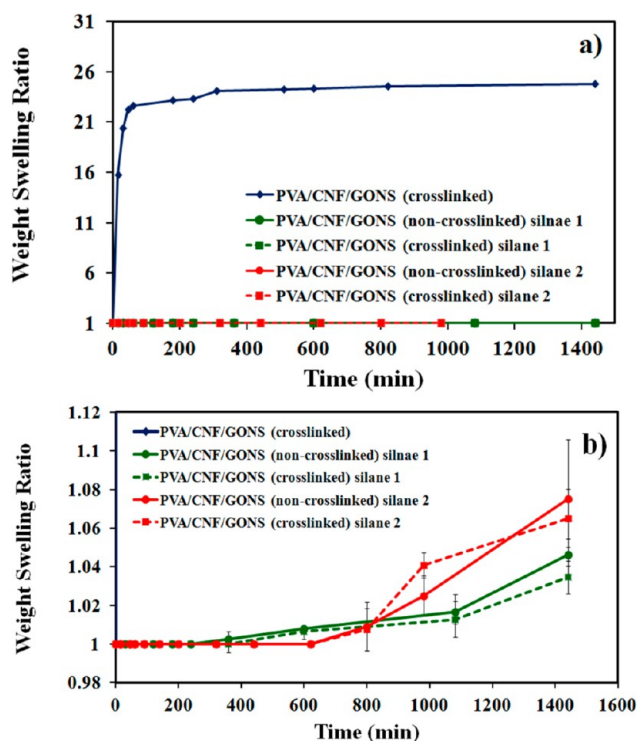 a)
Weight Swelling Ratio
31
26
21
16
11
6
1
PVA/CNF/GONS (crosslinked)
PVA/CNF/GONS (non-crosslinked) silnae 1
PVA/CNF/GONS (crosslinked) silane 1
PVA/CNF/GONS (non-crosslinked) silane 2
PVA/CNF/GONS (crosslinked) silane 2
0 200 400 600 800 1000 1200 1400
Time (min)
b)
Weight Swelling Ratio
1.12
1.1
1.08
1.06
1.04
1.02
1
0.98
PVA/CNF/GONS (crosslinked)
PVA/CNF/GONS (non-crosslinked) silnae 1
PVA/CNF/GONS (crosslinked) silane 1
PVA/CNF/GONS (non-crosslinked) silane 2
PVA/CNF/GONS (crosslinked) silane 2
0 200 400 600 800 1000 1200 1400 1600
Time (min)